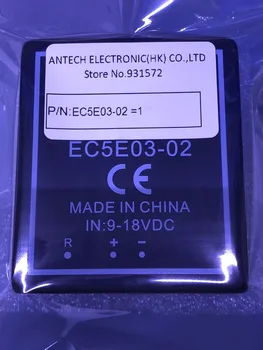 ANTECH ELECTRONIC(HK) CO.,LTD
Store No.931572
P/N:EC5E03-02 =1
EC5E03-02
CE
MADE IN CHINA
IN:9-18VDC
R + -